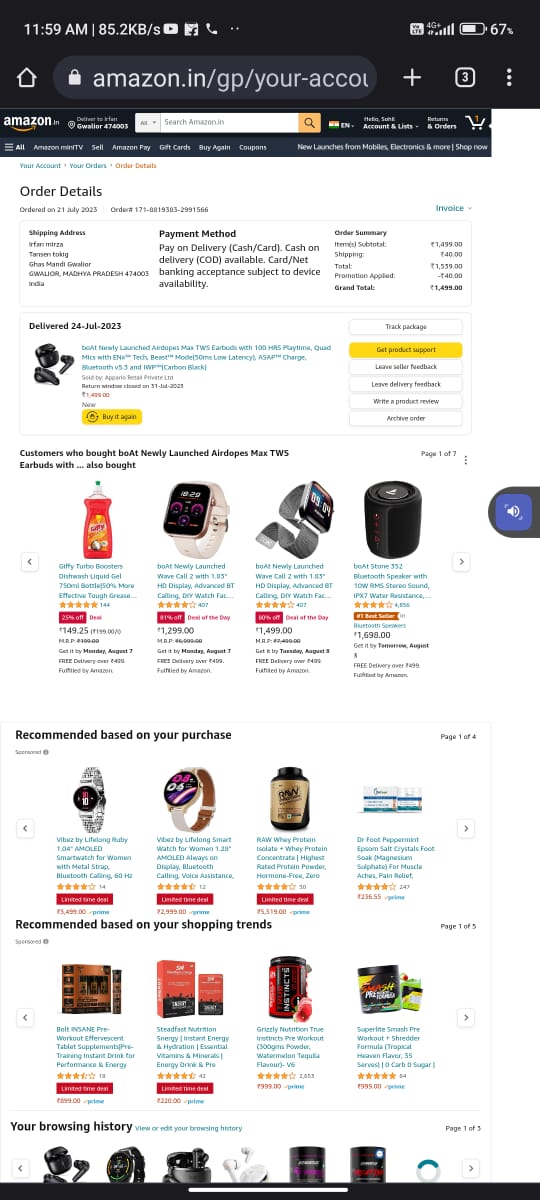 11:59 AM | 85.2KB/s
4G+
67%
amazon.in/gp/your-accou
3
amazon.in
Deliver to Irfan
Gwalior 474003
All
Search Amazon.in
EN
Hello, Sohil
Account & Lists
Returns
& Orders
1
All Amazon miniTV Sell Amazon Pay Gift Cards Buy Again Coupons
New Launches from Mobiles, Electronics & more | Shop now
Your Account › Your Orders › Order Details
Order Details
Ordered on 21 July 2023 Order# 171-8819383-2991566
Invoice
Shipping Address
Irfan mirza
Tansen tokig
Ghas Mandi Gwalior
GWALIOR, MADHYA PRADESH 474003
India
Payment Method
Pay on Delivery (Cash/Card). Cash on
delivery (COD) available. Card/Net
banking acceptance subject to device
availability.
Order Summary
Item(s) Subtotal: ₹1,499.00
Shipping: ₹40.00
Total: ₹1,539.00
Promotion Applied: -₹40.00
Grand Total: ₹1,499.00
Delivered 24-Jul-2023
boAt Newly Launched Airdopes Max TWS Earbuds with 100 HRS Playtime, Quad
Mics with ENx™ Tech, Beast™ Mode(50ms Low Latency), ASAP™ Charge,
Bluetooth v5.3 and IWP™(Carbon Black)
Sold by: Appario Retail Private Ltd
Return window closed on 31-Jul-2023
₹1,499.00
New
Buy it again
Track package
Get product support
Leave seller feedback
Leave delivery feedback
Write a product review
Archive order
Customers who bought boAt Newly Launched Airdopes Max TWS
Earbuds with ... also bought
Page 1 of 7
Giffy Turbo Boosters
Dishwash Liquid Gel
750ml Bottle|50% More
Effective Tough Grease...
144
25% off Deal
₹149.25 (₹199.00/l)
M.R.P: ₹199.00
Get it by Monday, August 7
FREE Delivery over ₹499.
Fulfilled by Amazon.
boAt Newly Launched
Wave Call 2 with 1.83"
HD Display, Advanced BT
Calling, DIY Watch Fac...
407
81% off Deal of the Day
₹1,299.00
M.R.P: ₹6,999.00
Get it by Monday, August 7
FREE Delivery over ₹499.
Fulfilled by Amazon.
boAt Newly Launched
Wave Call 2 with 1.83"
HD Display, Advanced BT
Calling, DIY Watch Fac...
407
80% off Deal of the Day
₹1,499.00
M.R.P: ₹7,499.00
Get it by Tuesday, August 8
FREE Delivery over ₹499.
Fulfilled by Amazon.
boAt Stone 352
Bluetooth Speaker with
10W RMS Stereo Sound,
IPX7 Water Resistance,...
4,856
#1 Best Seller in
Bluetooth Speakers
₹1,698.00
Get it by Tomorrow, August
5
FREE Delivery over ₹499.
Fulfilled by Amazon.
Recommended based on your purchase
Page 1 of 4
Sponsored
Vibez by Lifelong Ruby
1.04" AMOLED
Smartwatch for Women
with Metal Strap,
Bluetooth Calling, 60 Hz
14
Limited time deal
₹3,499.00 prime
Vibez by Lifelong Smart
Watch for Women 1.28"
AMOLED Always on
Display, Bluetooth
Calling, Voice Assistance,
12
Limited time deal
₹2,999.00 prime
RAW Whey Protein
Isolate + Whey Protein
Concentrate | Highest
Rated Protein Powder,
Hormone-Free, Zero
30
Limited time deal
₹5,519.00 prime
Dr Foot Peppermint
Epsom Salt Crystals Foot
Soak (Magnesium
Sulphate) For Muscle
Aches, Pain Relief,
247
₹236.55 prime
Recommended based on your shopping trends
Page 1 of 5
Sponsored
Bolt INSANE Pre-
Workout Effervescent
Tablet Supplements|Pre-
Training Instant Drink for
Performance & Energy
18
Limited time deal
₹899.00 prime
Steadfast Nutrition
Snergy | Instant Energy
& Hydration | Essential
Vitamins & Minerals |
Energy Drink & Pre
42
Limited time deal
₹220.00 prime
Grizzly Nutrition True
Instincts Pre Workout
(300gms Powder,
Watermelon Tequila
Flavour)- V6
2,653
₹999.00 prime
Superlite Smash Pre
Workout + Shredder
Formula (Tropical
Heaven Flavor, 35
Serves) | 0 Carb 0 Sugar |
84
₹999.00 prime
Your browsing history View or edit your browsing history
Page 1 of 3